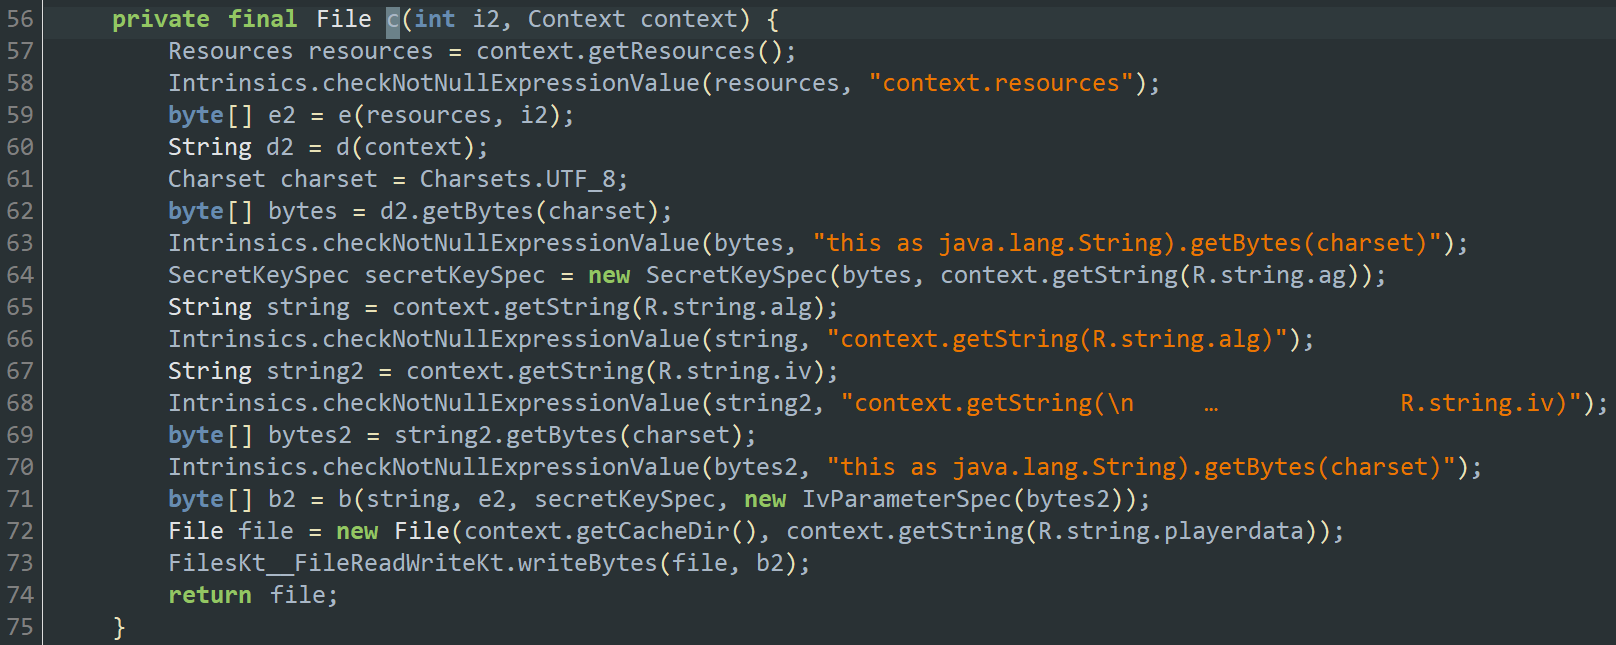 56 private final File c(int i2, Context context) {
57 Resources resources = context.getResources();
58 Intrinsics.checkNotNullExpressionValue(resources, "context.resources");
59 byte[] e2 = e(resources, i2);
60 String d2 = d(context);
61 Charset charset = Charsets.UTF_8;
62 byte[] bytes = d2.getBytes(charset);
63 Intrinsics.checkNotNullExpressionValue(bytes, "this as java.lang.String).getBytes(charset)");
64 SecretKeySpec secretKeySpec = new SecretKeySpec(bytes, context.getString(R.string.ag));
65 String string = context.getString(R.string.alg);
66 Intrinsics.checkNotNullExpressionValue(string, "context.getString(R.string.alg)");
67 String string2 = context.getString(R.string.iv);
68 Intrinsics.checkNotNullExpressionValue(string2, "context.getString(\n … R.string.iv)");
69 byte[] bytes2 = string2.getBytes(charset);
70 Intrinsics.checkNotNullExpressionValue(bytes2, "this as java.lang.String).getBytes(charset)");
71 byte[] b2 = b(string, e2, secretKeySpec, new IvParameterSpec(bytes2));
72 File file = new File(context.getCacheDir(), context.getString(R.string.playerdata));
73 FilesKt__FileReadWriteKt.writeBytes(file, b2);
74 return file;
75 }